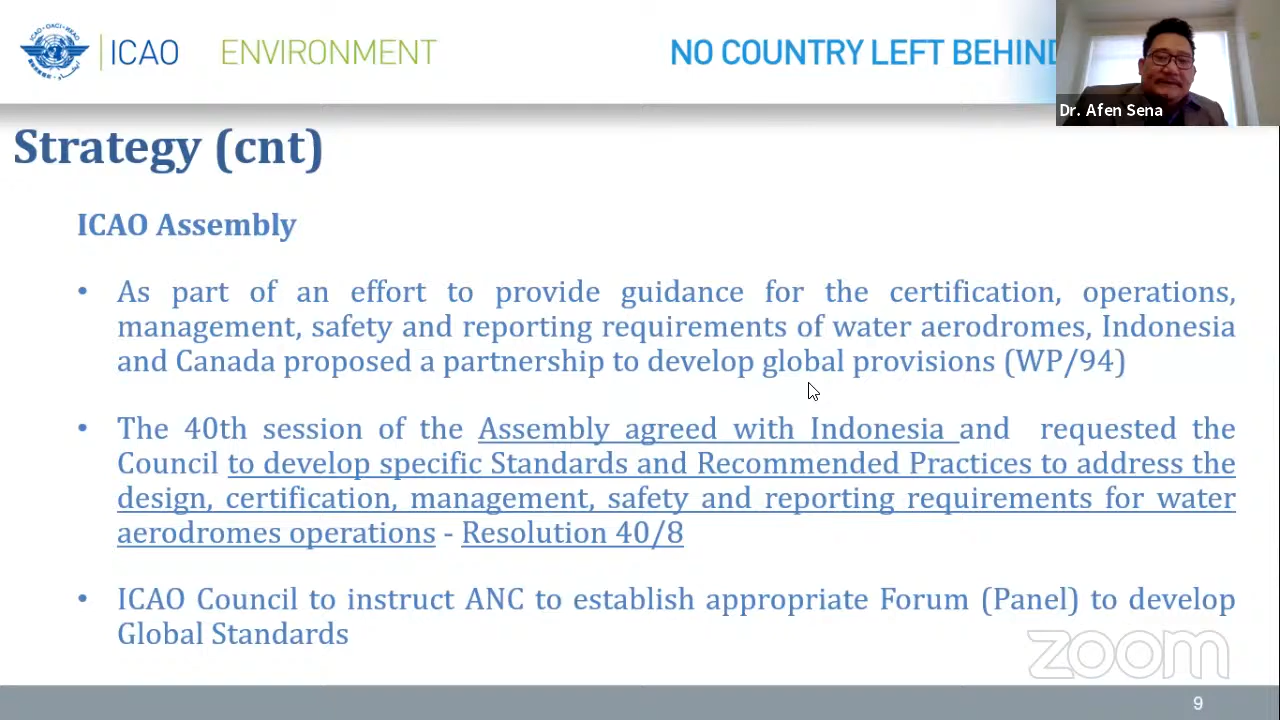 ICAO ENVIRONMENT
NO COUNTRY LEFT BEHIND
Dr. Afen Sena
Strategy (cnt)
ICAO Assembly
• As part of an effort to provide guidance for the certification, operations,
management, safety and reporting requirements of water aerodromes, Indonesia
and Canada proposed a partnership to develop global provisions (WP/94)
• The 40th session of the Assembly agreed with Indonesia and requested the
Council to develop specific Standards and Recommended Practices to address the
design, certification, management, safety and reporting requirements for water
aerodromes operations - Resolution 40/8
• ICAO Council to instruct ANC to establish appropriate Forum (Panel) to develop
Global Standards
zoom
9